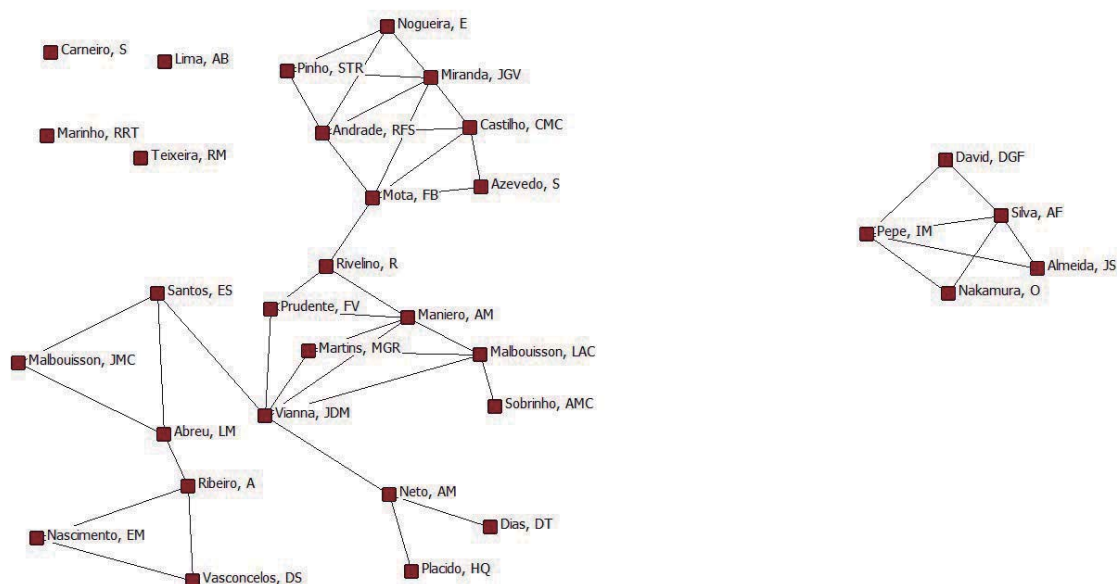 Nogueira, E
Carneiro, S
Lima, AB
Pinho, STR
Miranda, JGV
Marinho, RRT
Andrade, RFS
Castilho, CMC
Teixeira, RM
David, DGF
Mota, FB
Azevedo, S
Silva, AF
Pepe, IM
Rivelino, R
Almeida, JS
Santos, ES
Nakamura, O
Prudente, FV
Maniero, AM
Martins, MGR
Malbouisson, LAC
Malbouisson, JMC
Sobrinho, AMC
Vianna, JDM
Abreu, LM
Ribeiro, A
Neto, AM
Dias, DT
Nascimento, EM
Placido, HQ
Vasconcelos, DS